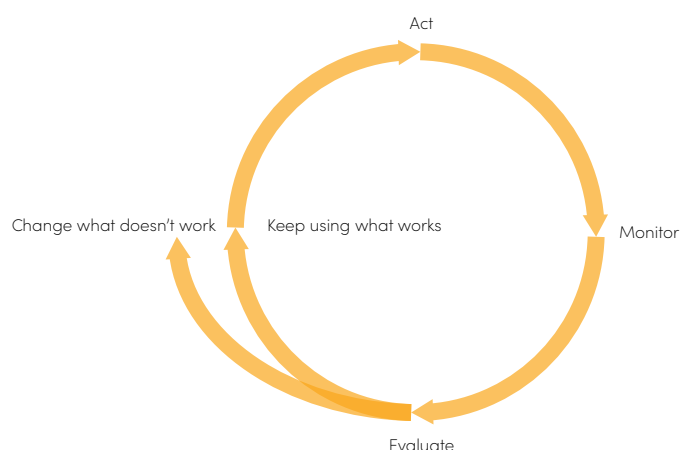 Act
Change what doesn't work
Keep using what works
Monitor
Evaluate